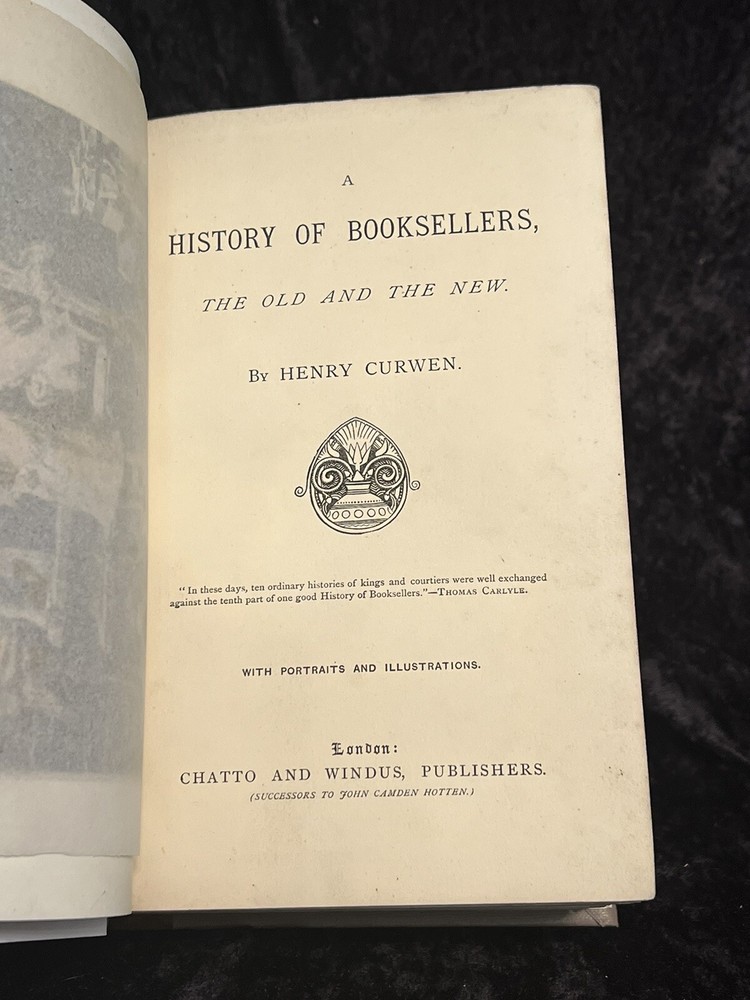 A
HISTORY OF BOOKSELLERS,
THE OLD AND THE NEW.
By HENRY CURWEN.
"In these days, ten ordinary histories of kings and courtiers were well exchanged
against the tenth part of one good History of Booksellers."—THOMAS CARLYLE.
WITH PORTRAITS AND ILLUSTRATIONS.
London:
CHATTO AND WINDUS, PUBLISHERS.
(SUCCESSORS TO JOHN CAMDEN HOTTEN.)